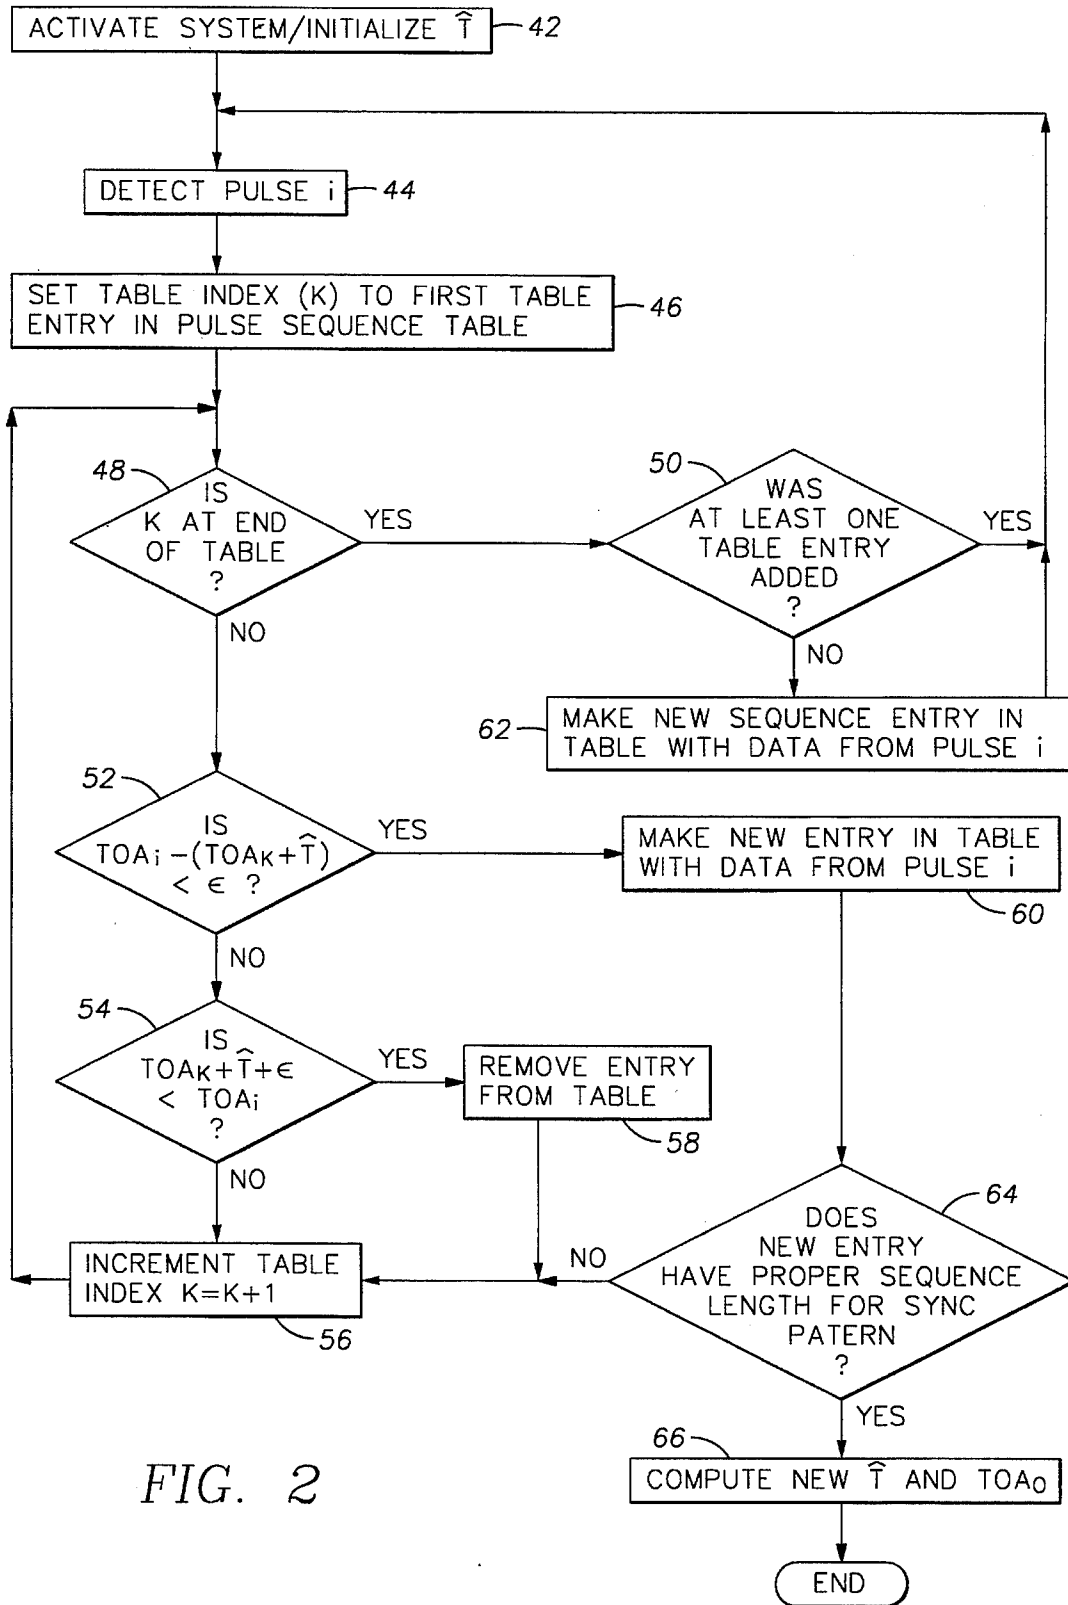 ACTIVATE SYSTEM/INITIALIZE T̂
42
DETECT PULSE i
44
SET TABLE INDEX (K) TO FIRST TABLE
ENTRY IN PULSE SEQUENCE TABLE
46
48
IS
K AT END
OF TABLE
?
YES
NO
50
WAS
AT LEAST ONE
TABLE ENTRY
ADDED
?
YES
NO
62
MAKE NEW SEQUENCE ENTRY IN
TABLE WITH DATA FROM PULSE i
52
IS
TOAi-(TOAK+T̂)
< ∈ ?
YES
NO
MAKE NEW ENTRY IN TABLE
WITH DATA FROM PULSE i
60
54
IS
TOAK+T̂+∈
< TOAi
?
YES
NO
REMOVE ENTRY
FROM TABLE
58
INCREMENT TABLE
INDEX K=K+1
56
64
DOES
NEW ENTRY
HAVE PROPER SEQUENCE
LENGTH FOR SYNC
PATERN
?
NO
YES
66
COMPUTE NEW T̂ AND TOA0
END
FIG. 2